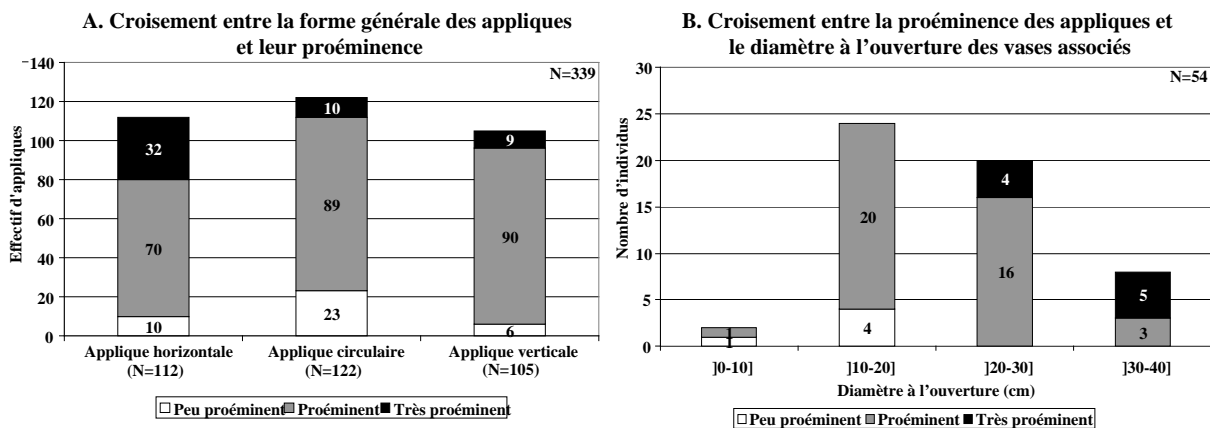 A. Croisement entre la forme générale des appliques
et leur proéminence
N=339
Effectif d'appliques
140
120
100
80
60
40
20
0
32
70
10
10
89
23
9
90
6
Applique horizontale
(N=112)
Applique circulaire
(N=122)
Applique verticale
(N=105)
Peu proéminent
Proéminent
Très proéminent
B. Croisement entre la proéminence des appliques et
le diamètre à l’ouverture des vases associés
N=54
Nombre d'individus
30
25
20
15
10
5
0
1
1
20
4
4
16
5
3
]0-10]
]10-20]
]20-30]
]30-40]
Diamètre à l’ouverture (cm)
Peu proéminent
Proéminent
Très proéminent